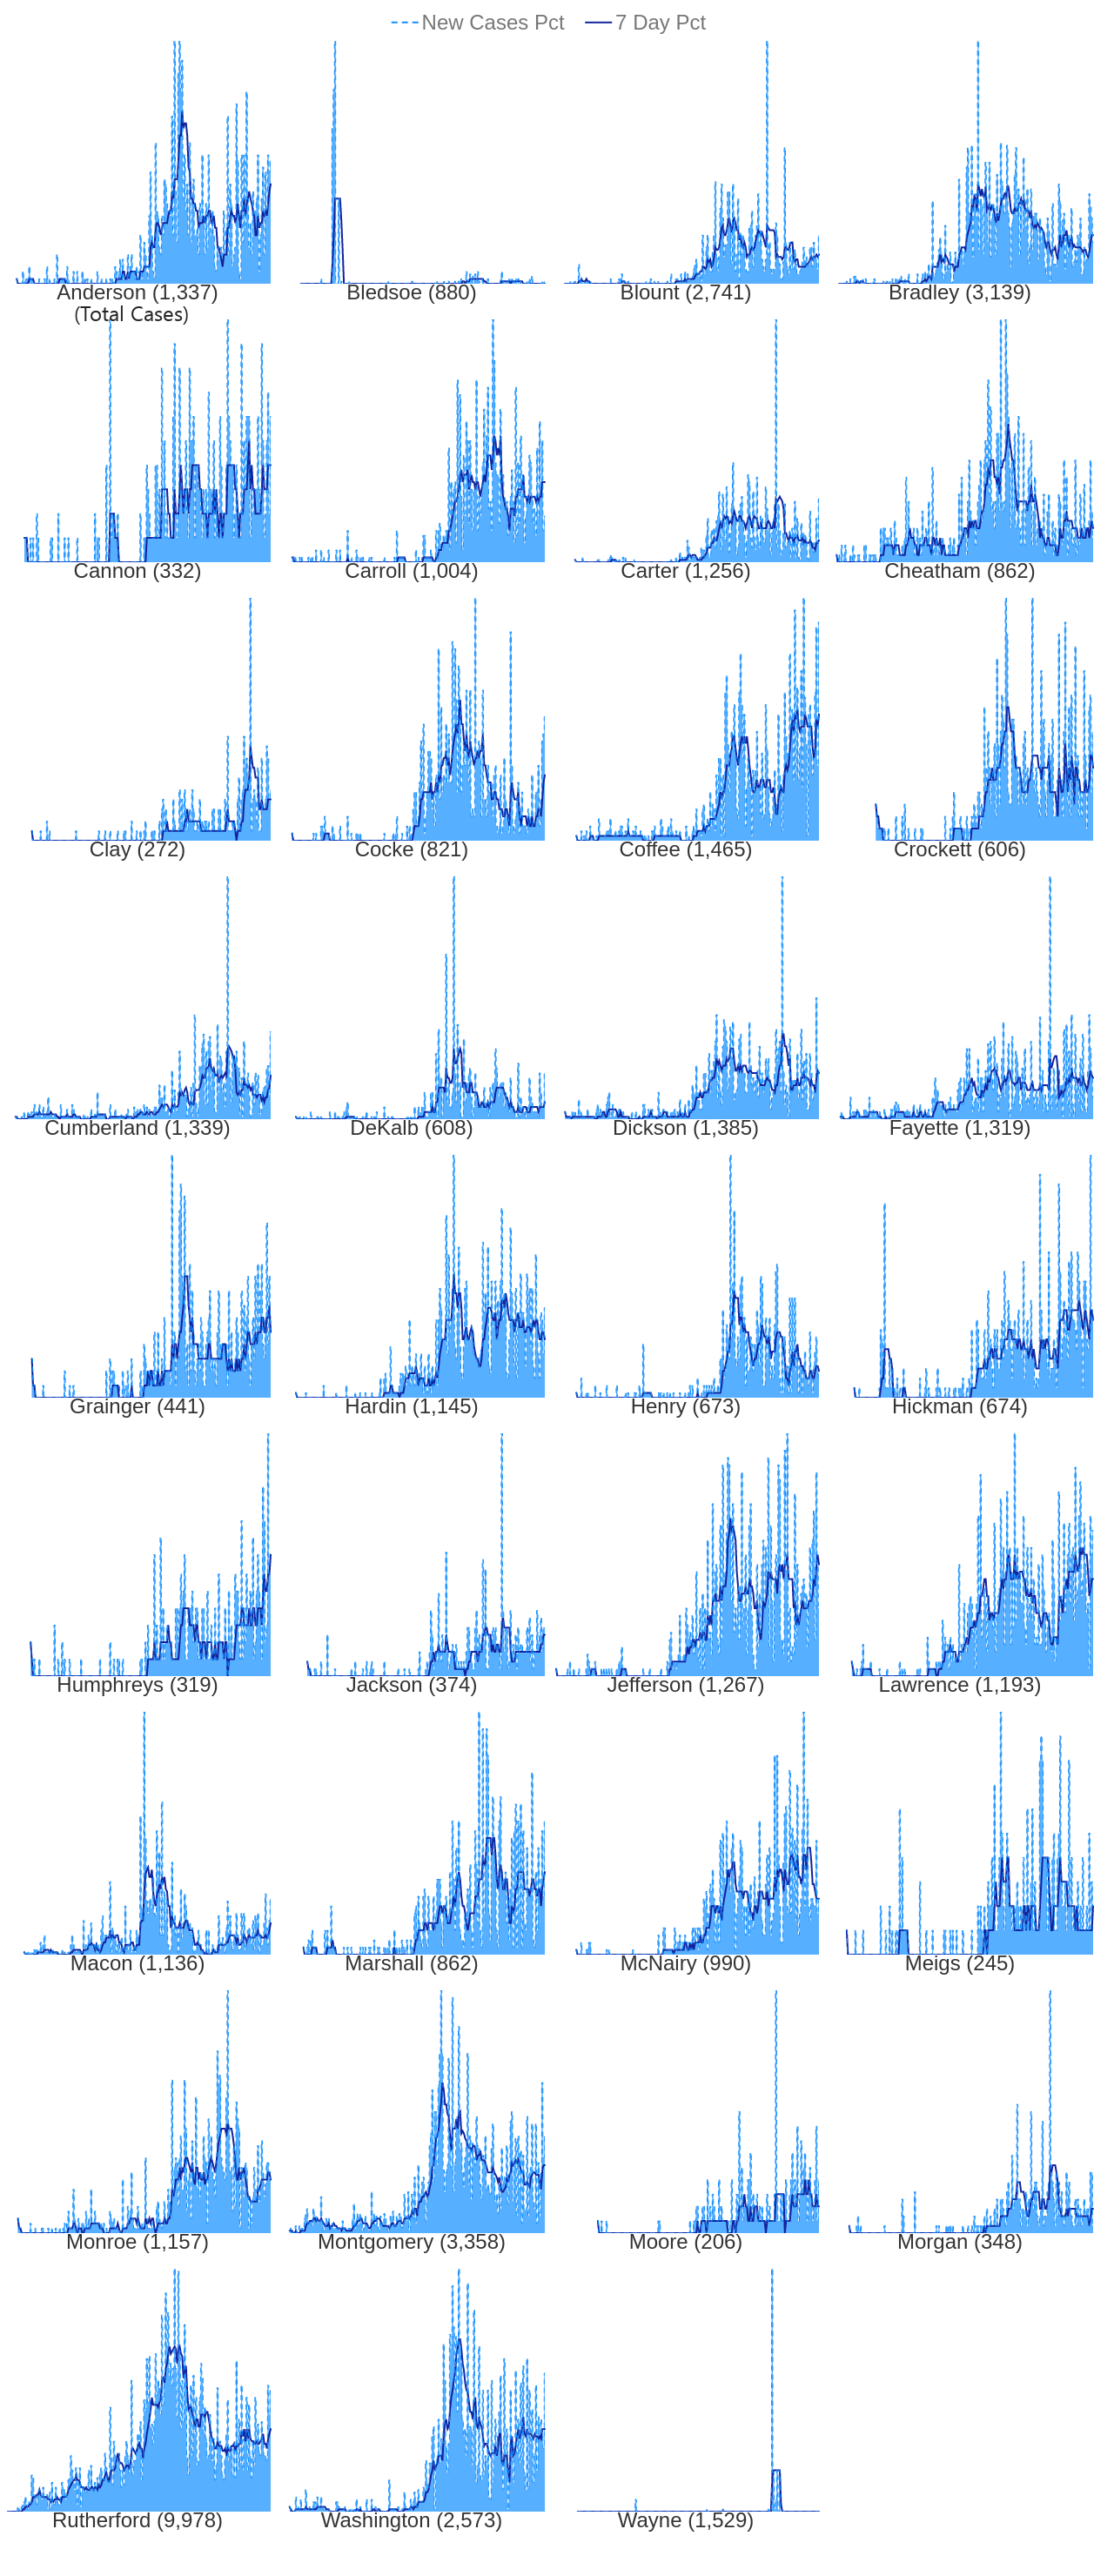 New Cases Pct 7 Day Pct
Anderson (1,337) Bledsoe (880) Blount (2,741) Bradley (3,139)
(Total Cases)
Cannon (332) Carroll (1,004) Carter (1,256) Cheatham (862)
Clay (272) Cocke (821) Coffee (1,465) Crockett (606)
Cumberland (1,339) DeKalb (608) Dickson (1,385) Fayette (1,319)
Grainger (441) Hardin (1,145) Henry (673) Hickman (674)
Humphreys (319) Jackson (374) Jefferson (1,267) Lawrence (1,193)
Macon (1,136) Marshall (862) McNairy (990) Meigs (245)
Monroe (1,157) Montgomery (3,358) Moore (206) Morgan (348)
Rutherford (9,978) Washington (2,573) Wayne (1,529)